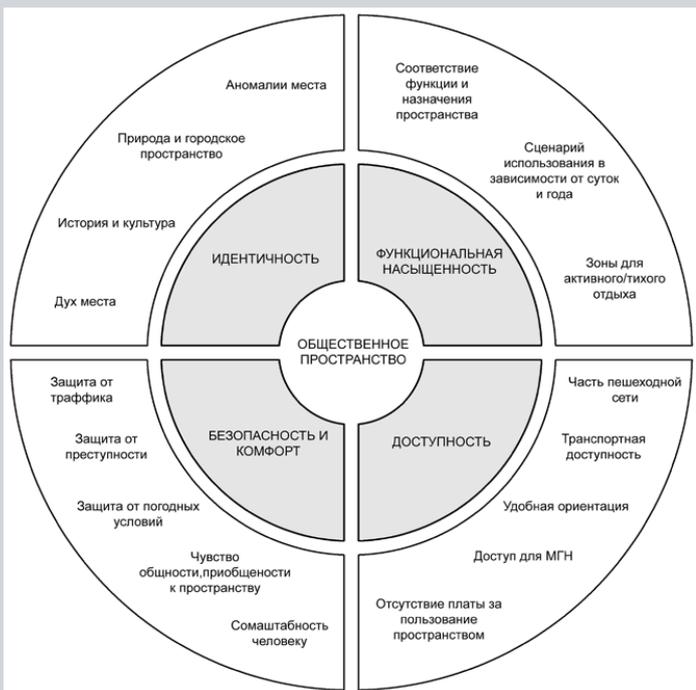 Аномалии места
Природа и городское
пространство
История и культура
Дух места
ИДЕНТИЧНОСТЬ
Соответствие
функции и
назначения
пространства
Сценарий
использования в
зависимости от суток
и года
Зоны для
активного/тихого
отдыха
ФУНКЦИОНАЛЬНАЯ
НАСЫЩЕННОСТЬ
ОБЩЕСТВЕННОЕ
ПРОСТРАНСТВО
БЕЗОПАСНОСТЬ И
КОМФОРТ
Защита от
траффика
Защита от
преступности
Защита от погодных
условий
Чувство
общности,приобщености
к пространству
Сомаштабность
человеку
ДОСТУПНОСТЬ
Часть пешеходной
сети
Транспортная
доступность
Удобная ориентация
Доступ для МГН
Отсутствие платы за
пользование
пространством